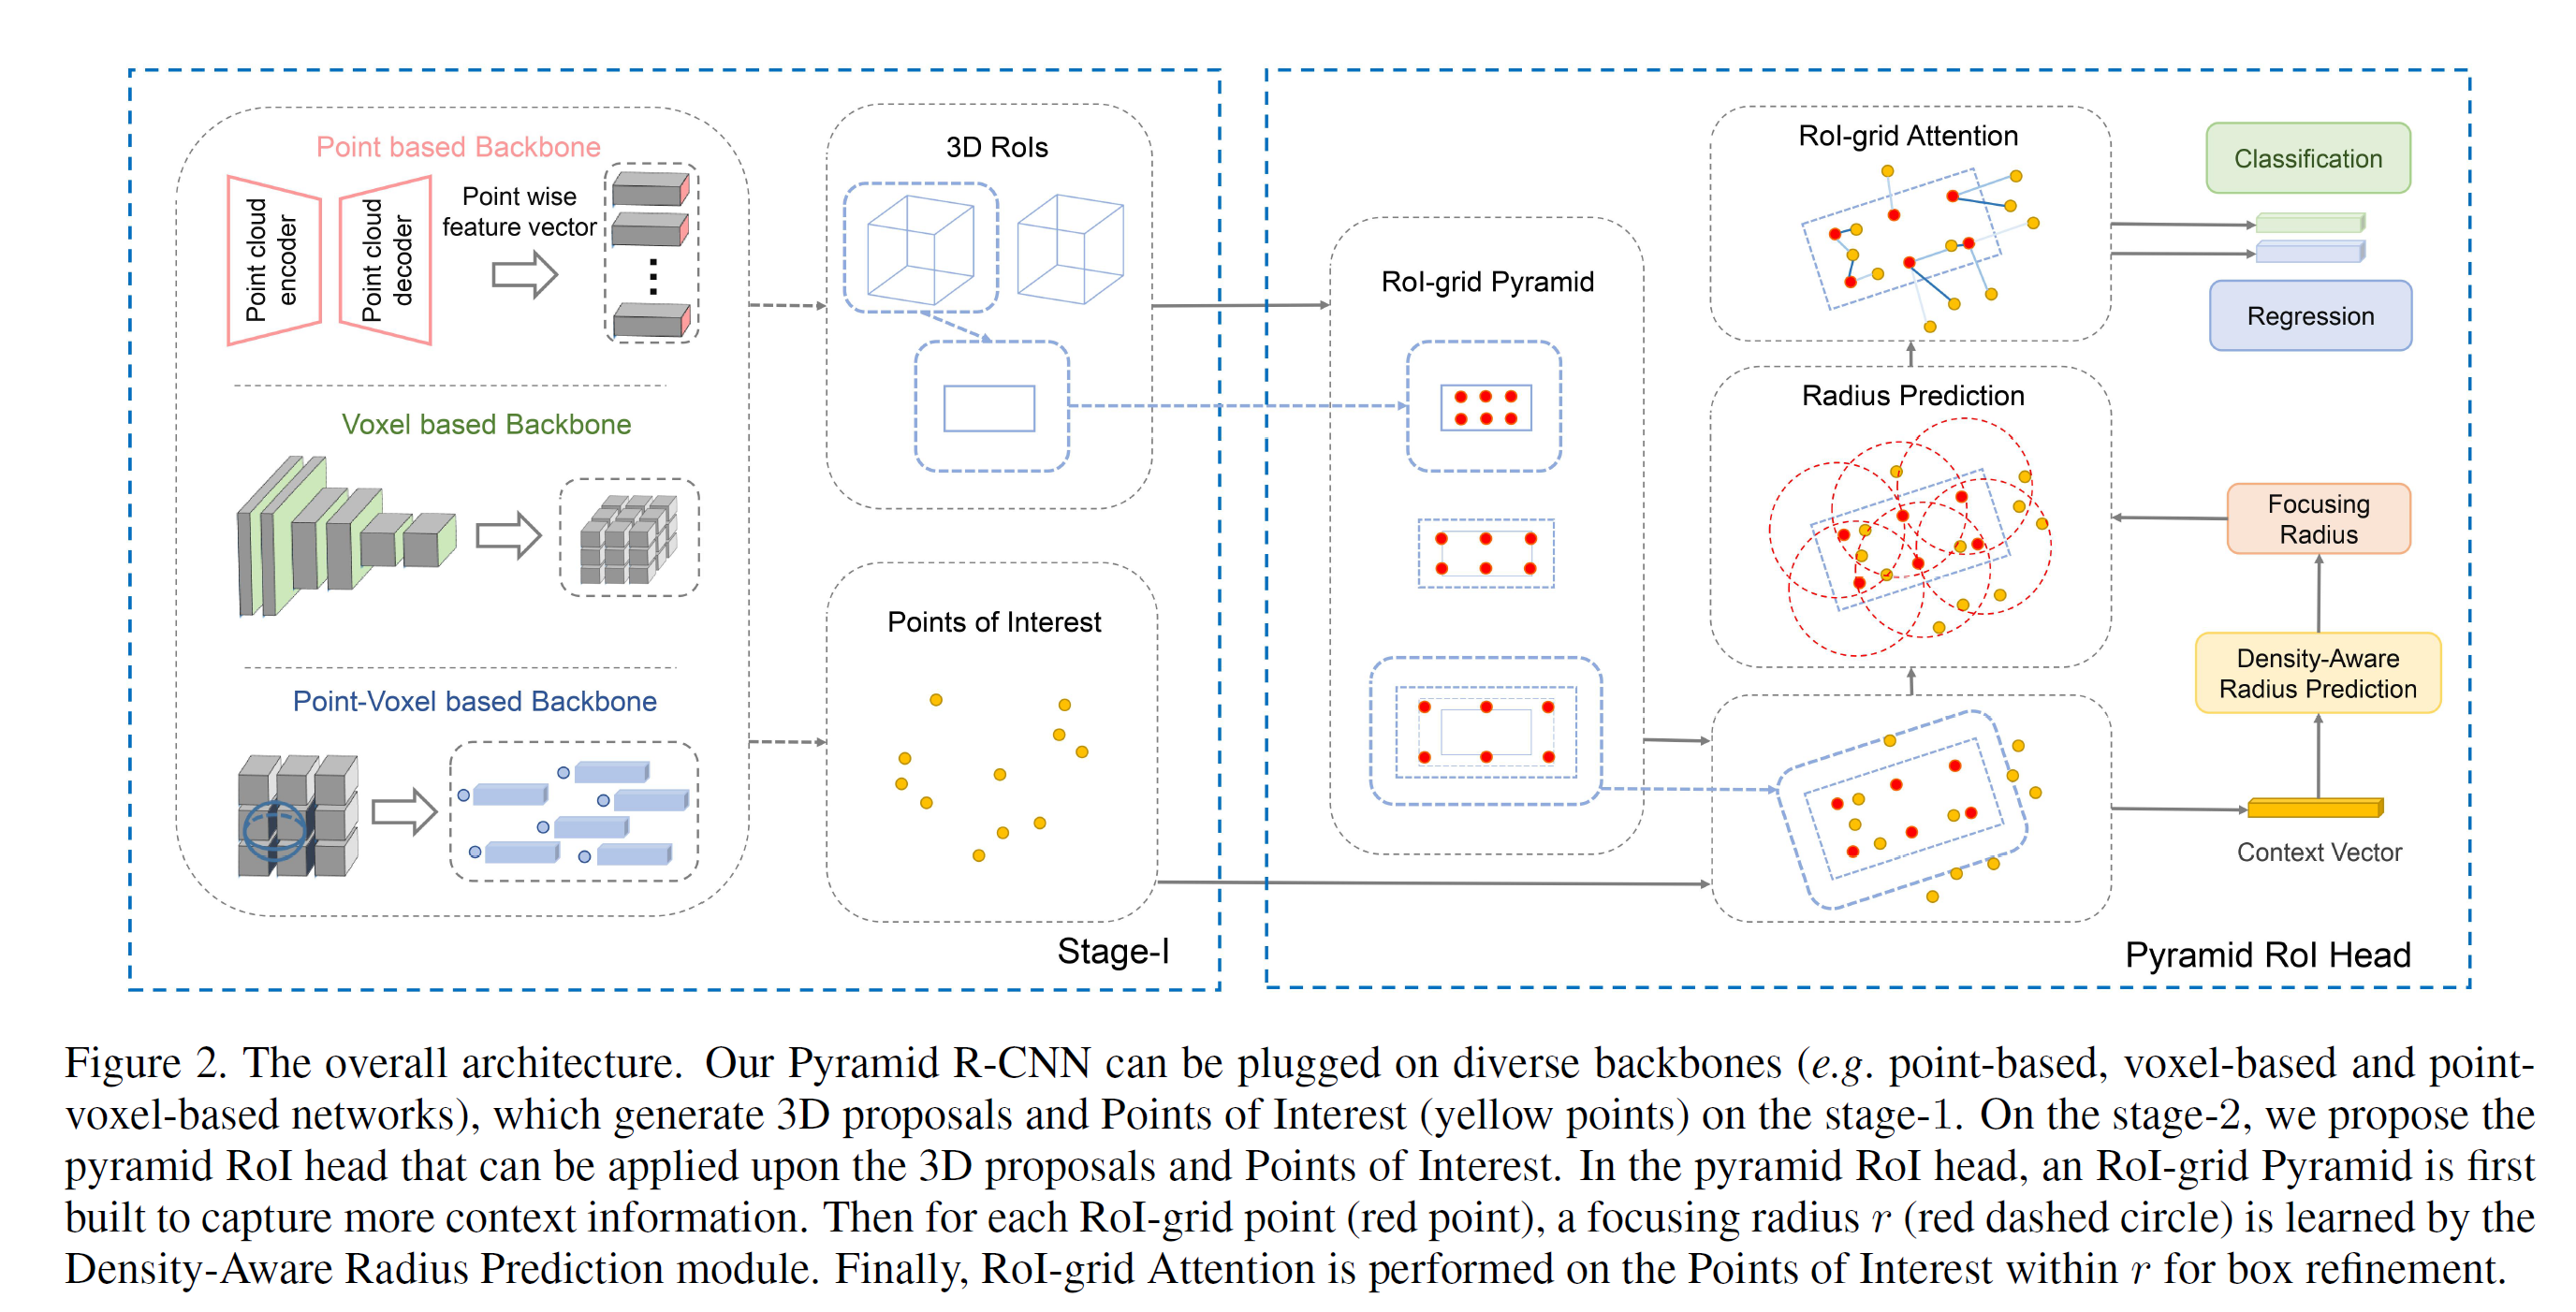 Point based Backbone
Point cloud
encoder
Point cloud
decoder
Point wise
feature vector
Voxel based Backbone
Point-Voxel based Backbone
3D RoIs
Points of Interest
Stage-I
RoI-grid Pyramid
RoI-grid Attention
Radius Prediction
Classification
Regression
Focusing
Radius
Density-Aware
Radius Prediction
Context Vector
Pyramid RoI Head
Figure 2. The overall architecture. Our Pyramid R-CNN can be plugged on diverse backbones (e.g. point-based, voxel-based and point-
voxel-based networks), which generate 3D proposals and Points of Interest (yellow points) on the stage-1. On the stage-2, we propose the
pyramid RoI head that can be applied upon the 3D proposals and Points of Interest. In the pyramid RoI head, an RoI-grid Pyramid is first
built to capture more context information. Then for each RoI-grid point (red point), a focusing radius r (red dashed circle) is learned by the
Density-Aware Radius Prediction module. Finally, RoI-grid Attention is performed on the Points of Interest within r for box refinement.